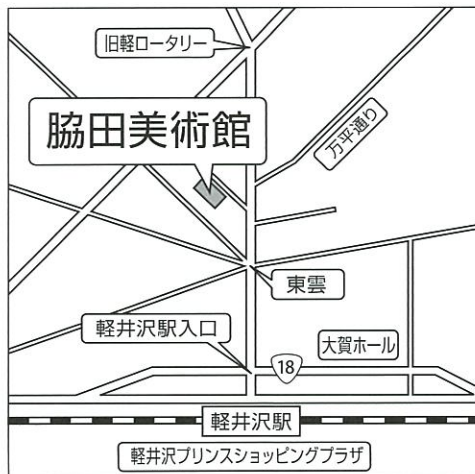 旧軽ロータリー
脇田美術館
万平通り
東雲
軽井沢駅入口
大賀ホール
18
軽井沢駅
軽井沢プリンスショッピングプラザ